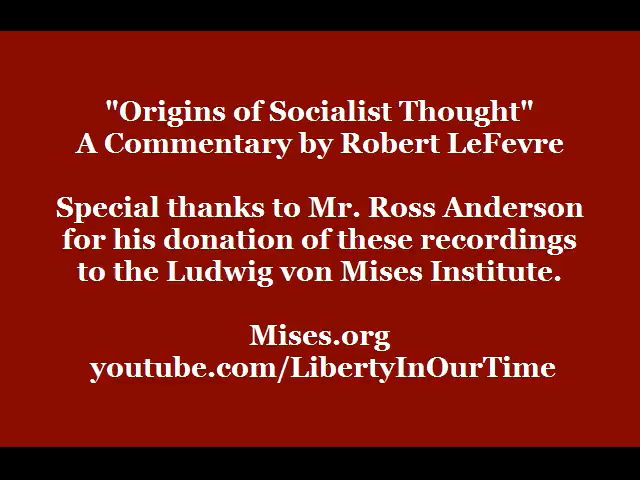 "Origins of Socialist Thought"
A Commentary by Robert LeFevre
Special thanks to Mr. Ross Anderson
for his donation of these recordings
to the Ludwig von Mises Institute.
Mises.org
youtube.com/LibertyInOurTime